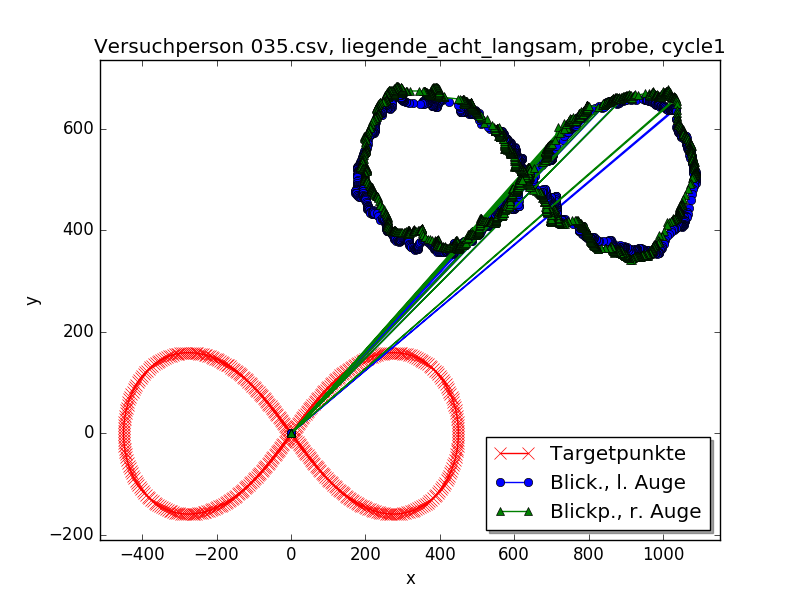 Versuchperson 035.csv, liegende_acht_langsam, probe, cycle1
y
600
400
200
0
−200
−400
−200
0
200
400
600
800
1000
x
Targetpunkte
Blick., l. Auge
Blickp., r. Auge